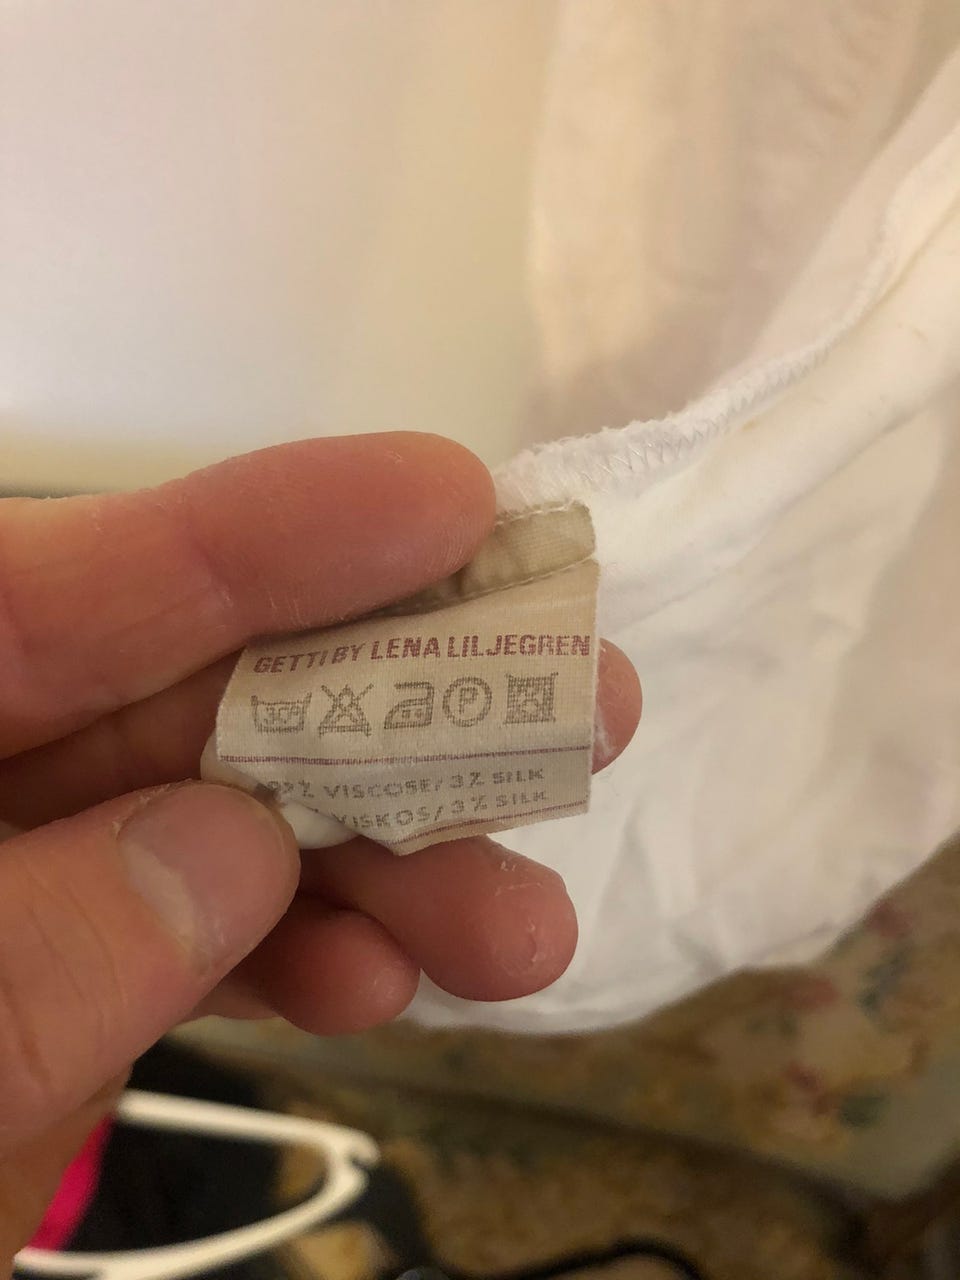 GETTI BY LENA LILJEGREN
30° P
VISCOSE/3% SILK
VISKOS/3% SILK